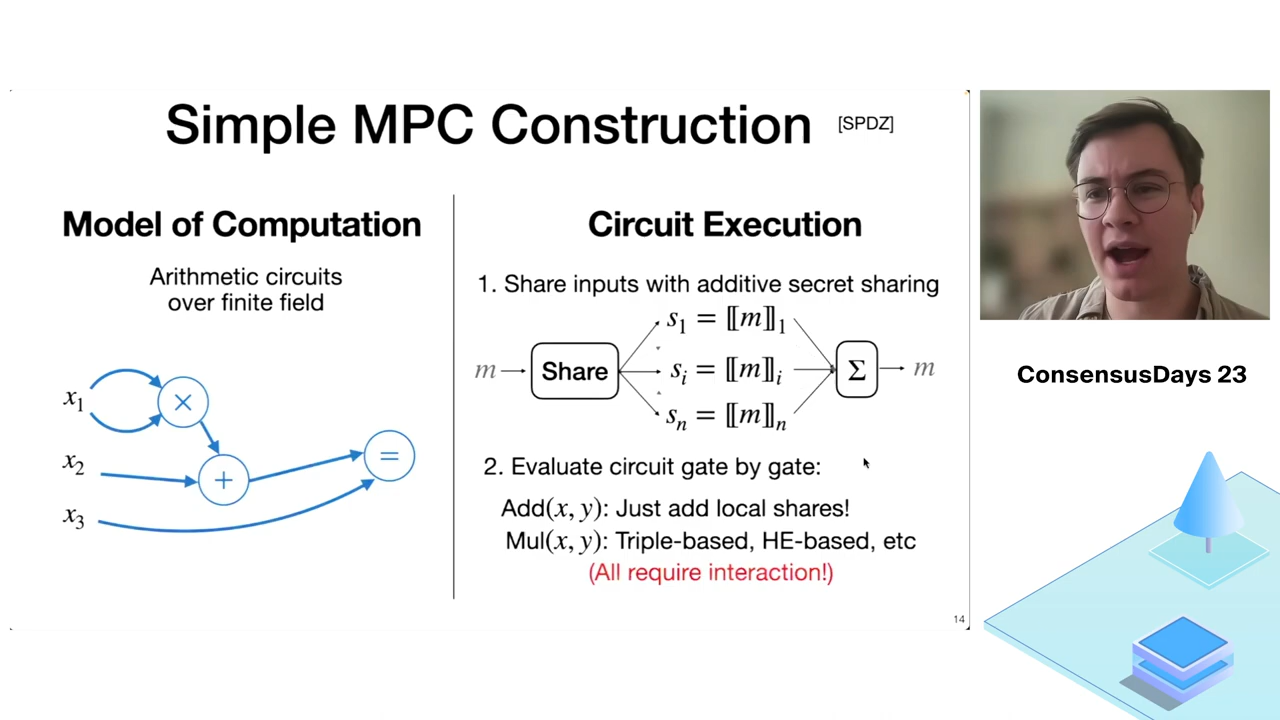 Simple MPC Construction [SPDZ]
Model of Computation
Arithmetic circuits
over finite field
x₁
x₂
x₃
×
+
=
Circuit Execution
1. Share inputs with additive secret sharing
m
Share
s₁ = ⟦m⟧₁
sᵢ = ⟦m⟧ᵢ
sₙ = ⟦m⟧ₙ
Σ
m
2. Evaluate circuit gate by gate:
Add(x, y): Just add local shares!
Mul(x, y): Triple-based, HE-based, etc
(All require interaction!)
14
ConsensusDays 23